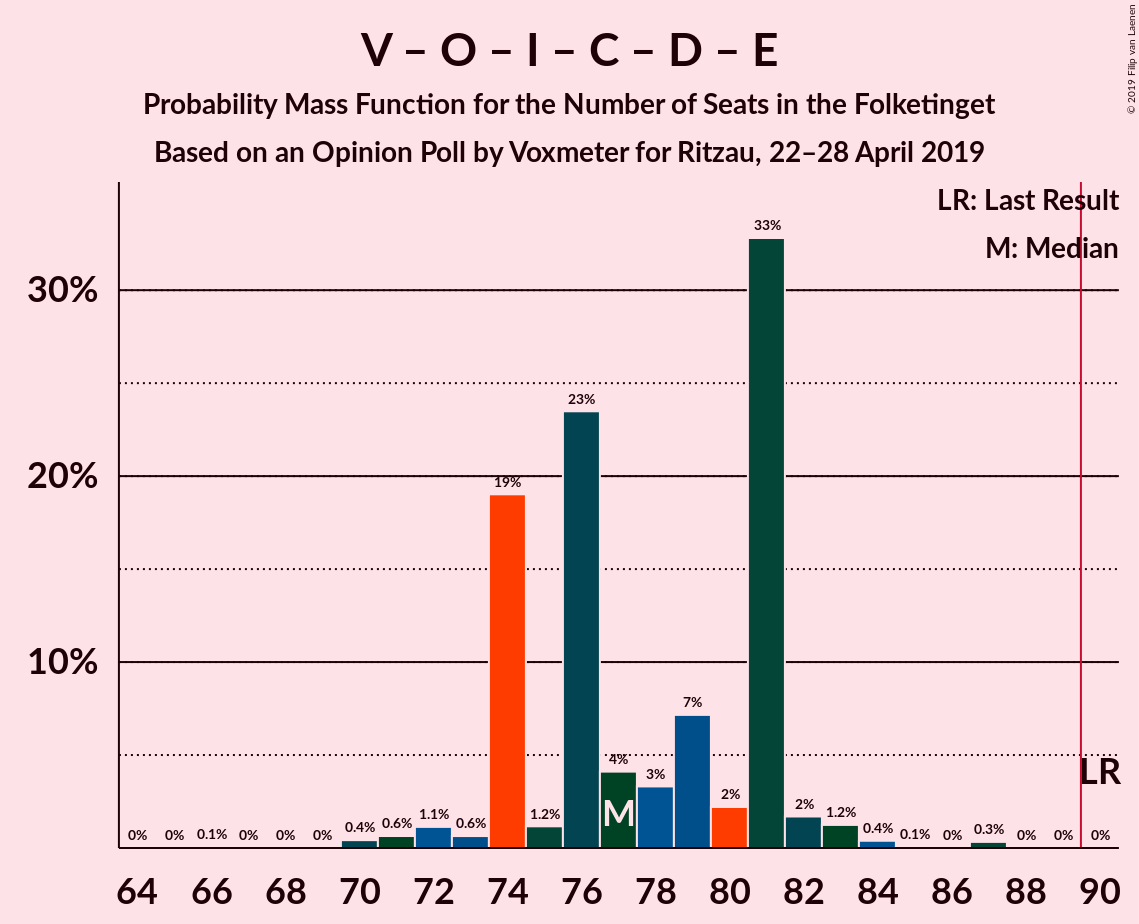 V – O – I – C – D – E
Probability Mass Function for the Number of Seats in the Folketinget
Based on an Opinion Poll by Voxmeter for Ritzau, 22–28 April 2019
© 2019 Filip van Laenen
LR: Last Result
M: Median
30%
20%
10%
0% 0% 0.1% 0% 0% 0% 0.4% 0.6% 1.1% 0.6% 19% 1.2% 23% 4% 3% 7% 2% 33% 2% 1.2% 0.4% 0.1% 0% 0.3% 0% 0% 0%
M
LR
64 66 68 70 72 74 76 78 80 82 84 86 88 90